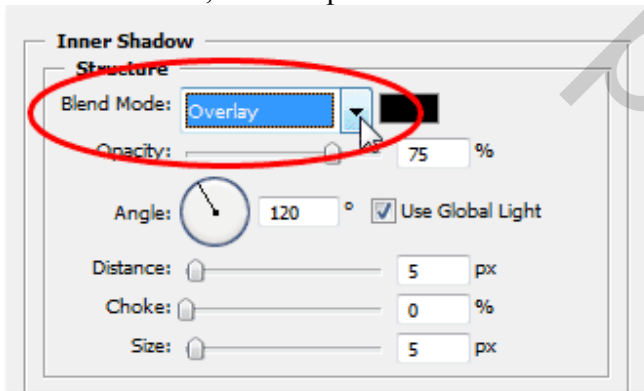 Inner Shadow
Structure
Blend Mode: Overlay
Opacity: 75 %
Angle: 120 ° Use Global Light
Distance: 5 px
Choke: 0 %
Size: 5 px